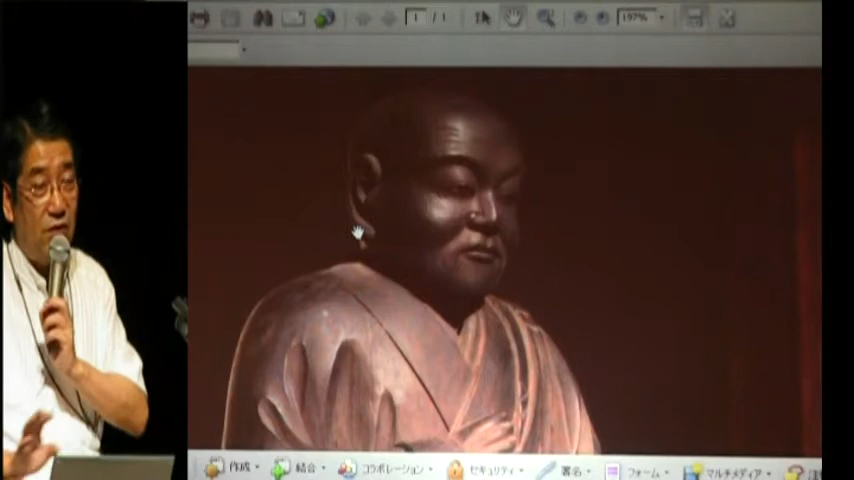 1 / 1 197%
作成 結合 コラボレーション セキュリティ 署名 フォーム マルチメディア